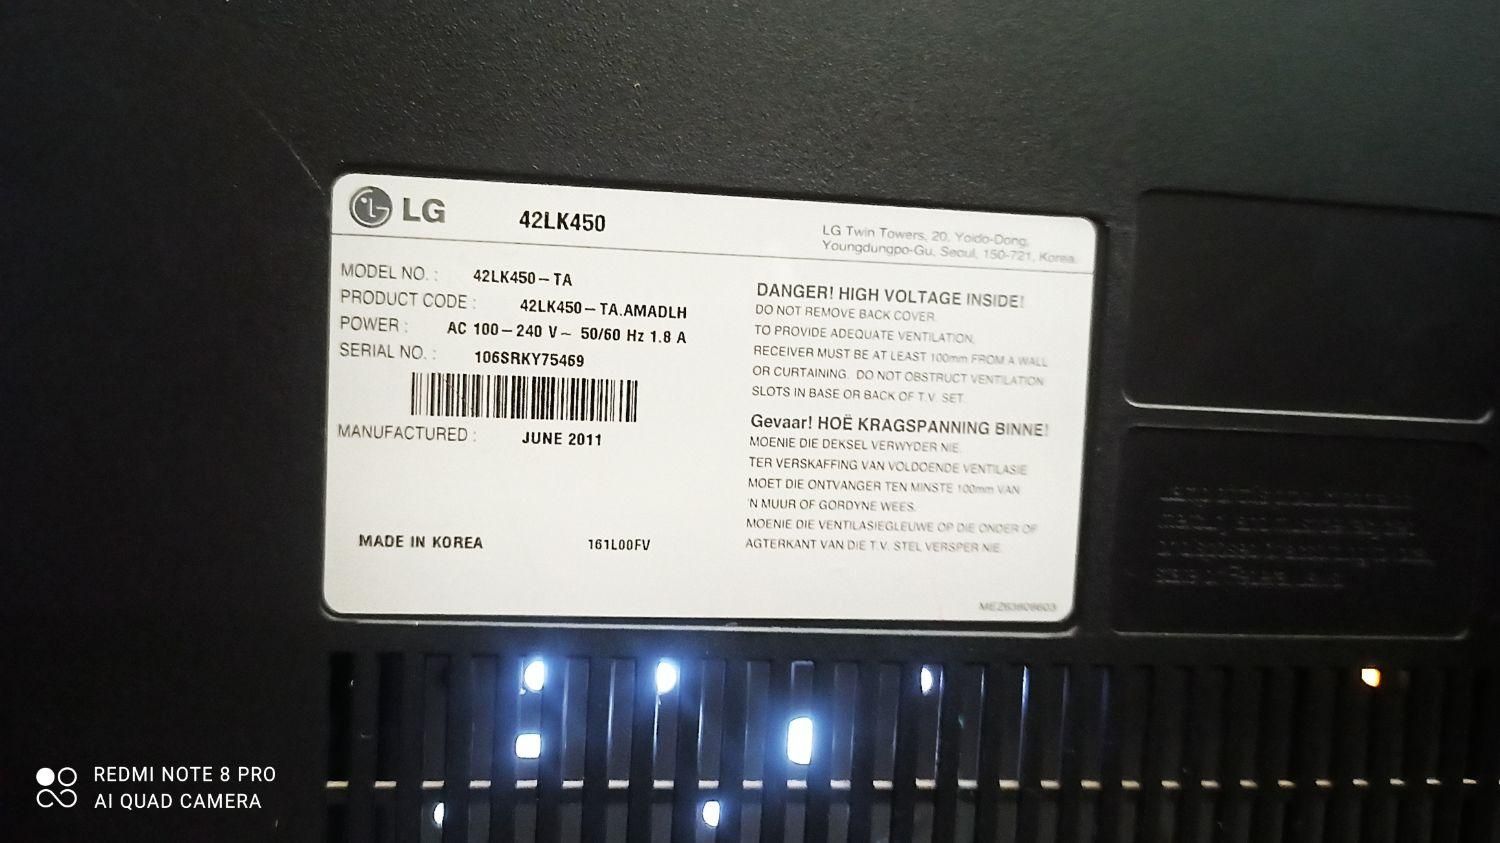 LG 42LK450
LG Twin Towers, 20, Yoido-Dong,
Youngdungpo-Gu, Seoul, 150-721, Korea.
MODEL NO. : 42LK450-TA
PRODUCT CODE : 42LK450-TA.AMADLH
POWER : AC 100-240 V~ 50/60 Hz 1.8 A
SERIAL NO. : 106SRKY75469
MANUFACTURED : JUNE 2011
MADE IN KOREA 161L00FV
DANGER! HIGH VOLTAGE INSIDE!
DO NOT REMOVE BACK COVER.
TO PROVIDE ADEQUATE VENTILATION,
RECEIVER MUST BE AT LEAST 100mm FROM A WALL
OR CURTAINING. DO NOT OBSTRUCT VENTILATION
SLOTS IN BASE OR BACK OF T.V. SET.
Gevaar! HOË KRAGSPANNING BINNE!
MOENIE DIE DEKSEL VERWYDER NIE.
TER VERSKAFFING VAN VOLDOENDE VENTILASIE
MOET DIE ONTVANGER TEN MINSTE 100mm VAN
'N MUUR OF GORDYNE WEES.
MOENIE DIE VENTILASIEGLEUWE OP DIE ONDER OF
AGTERKANT VAN DIE T.V. STEL VERSPER NIE.
REDMI NOTE 8 PRO
AI QUAD CAMERA